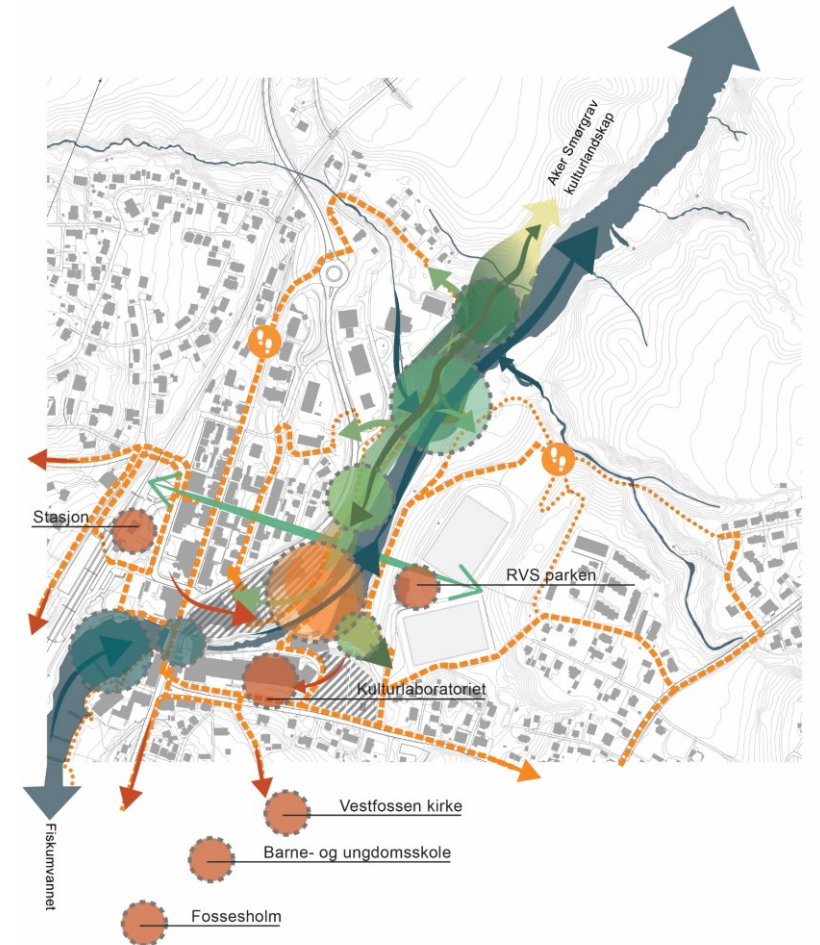 Aker Smørgrav
kulturlandskap
Stasjon
RVS parken
Kulturlaboratoriet
Vestfossen kirke
Barne- og ungdomsskole
Fossesholm
Fiskumvannet